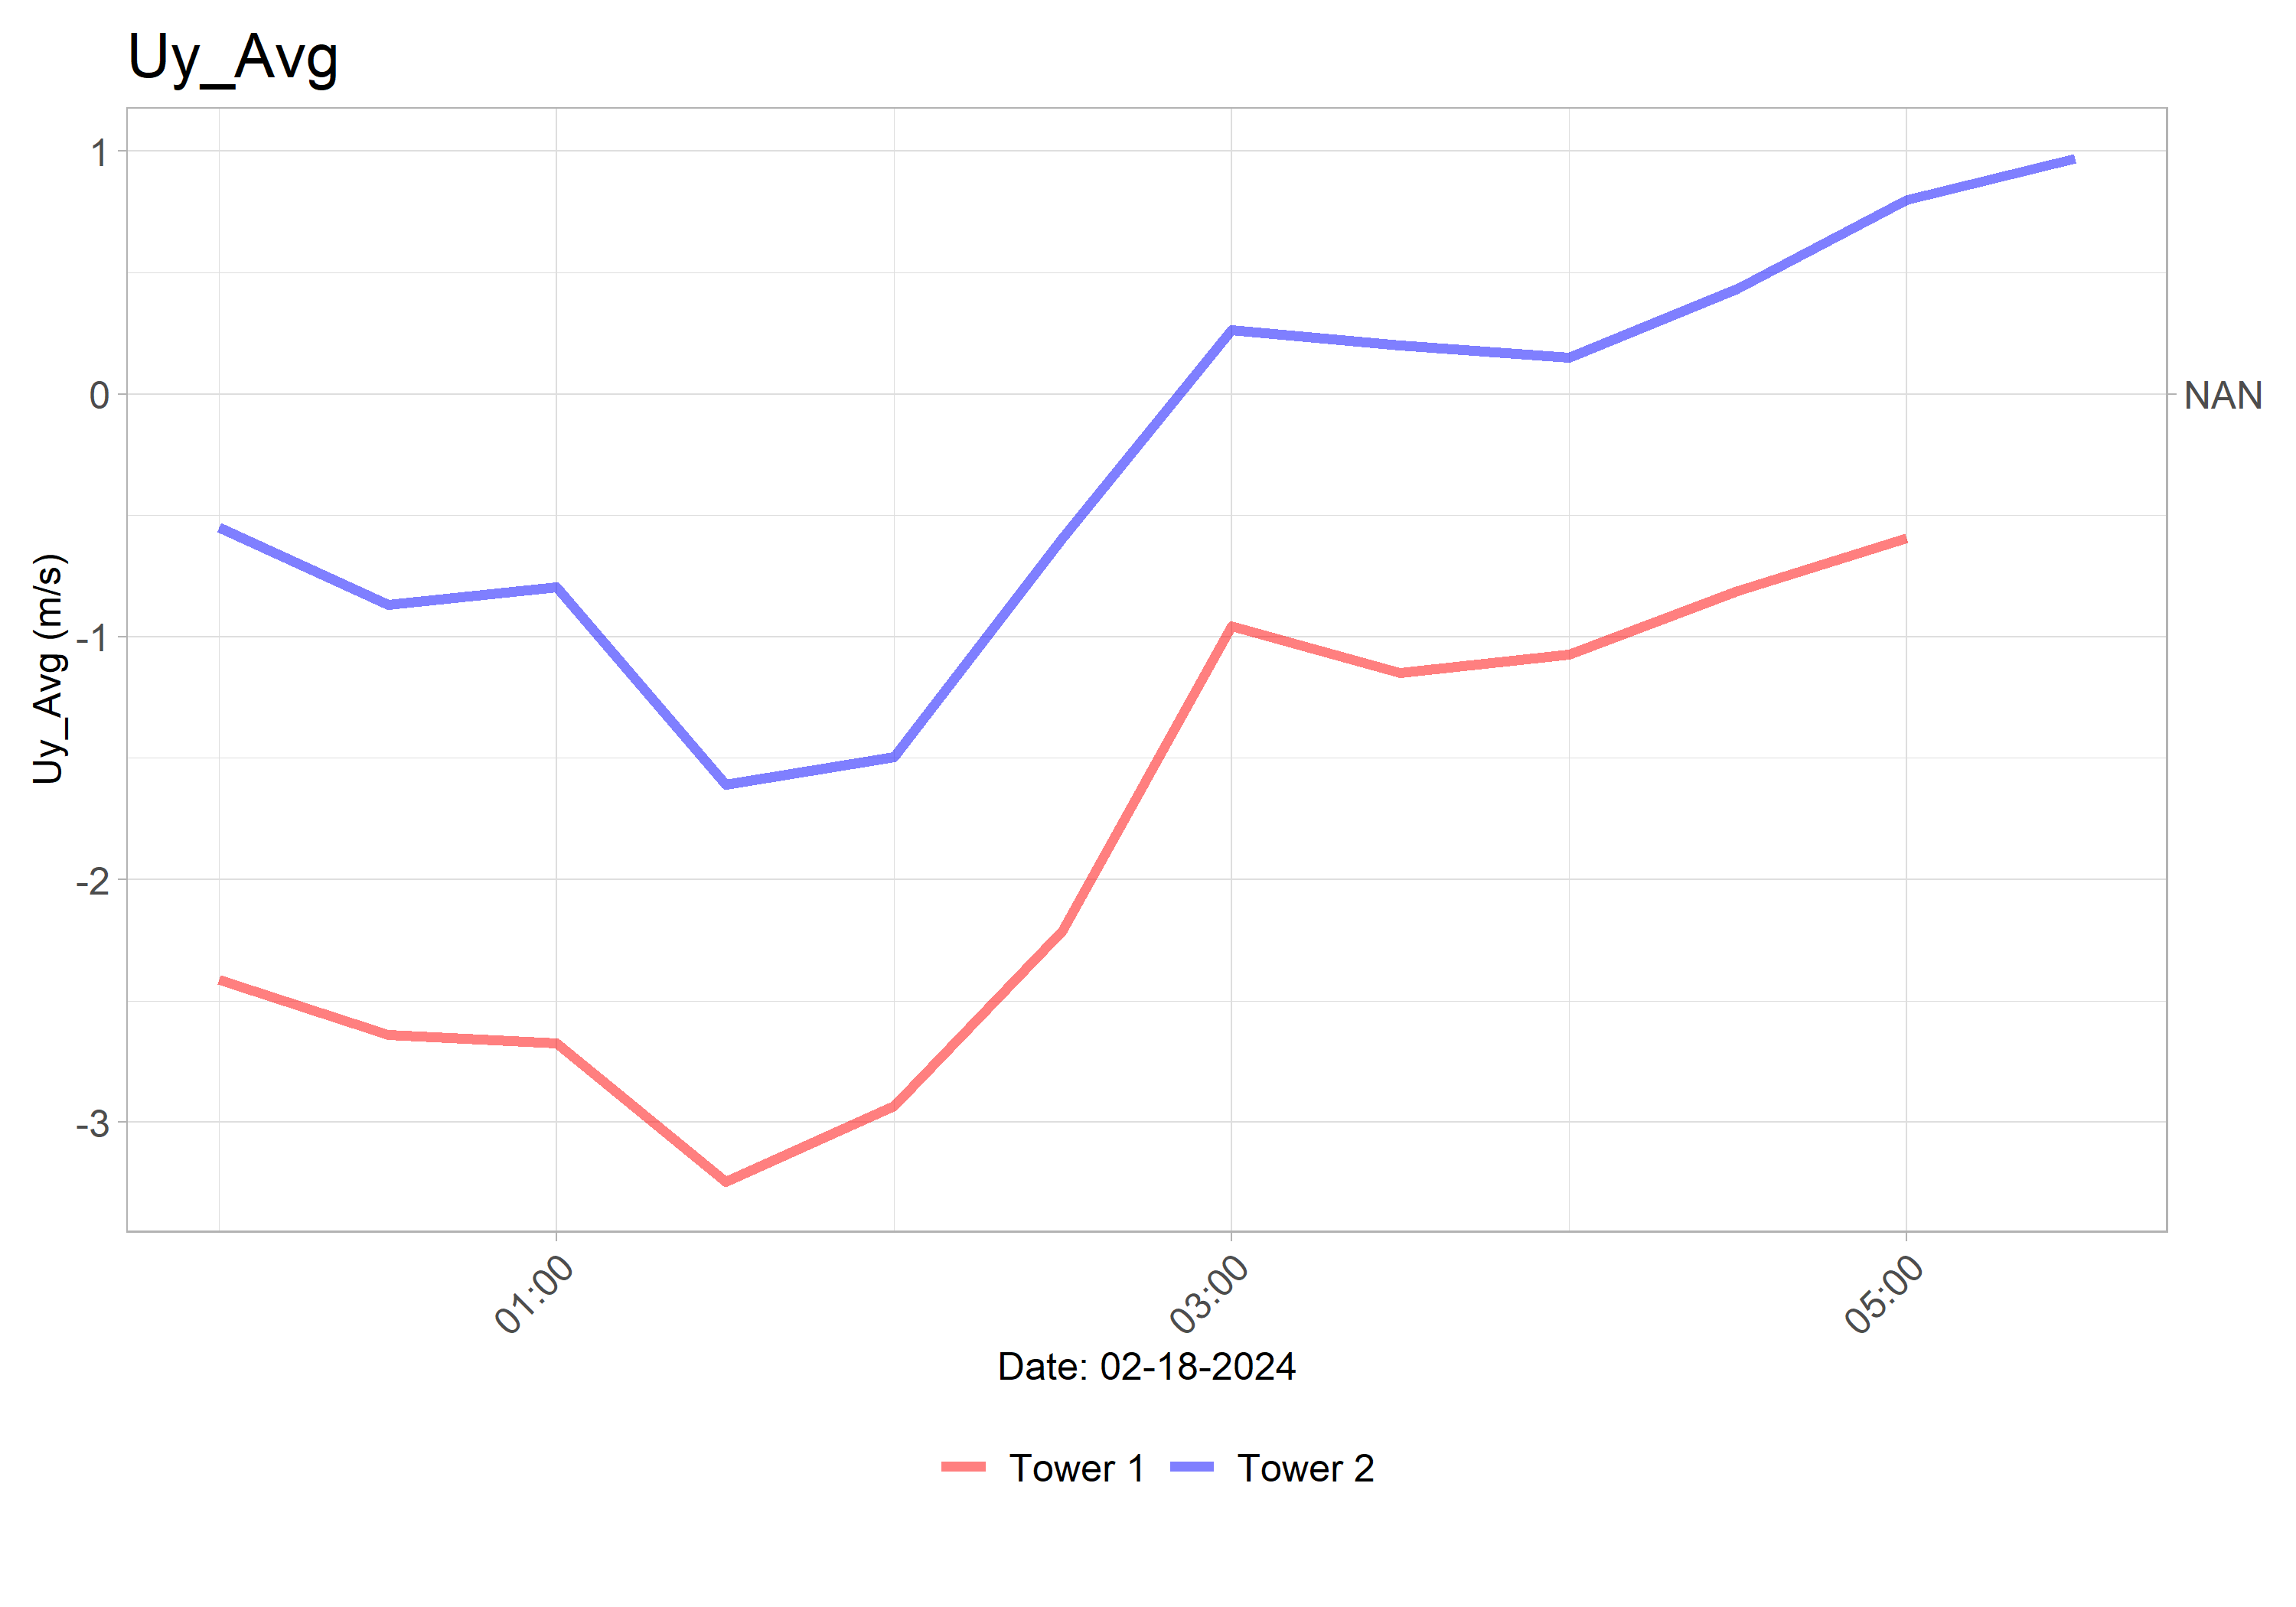 Uy_Avg
1
0
-1
-2
-3
Uy_Avg (m/s)
NAN
01:00
03:00
05:00
Date: 02-18-2024
Tower 1
Tower 2